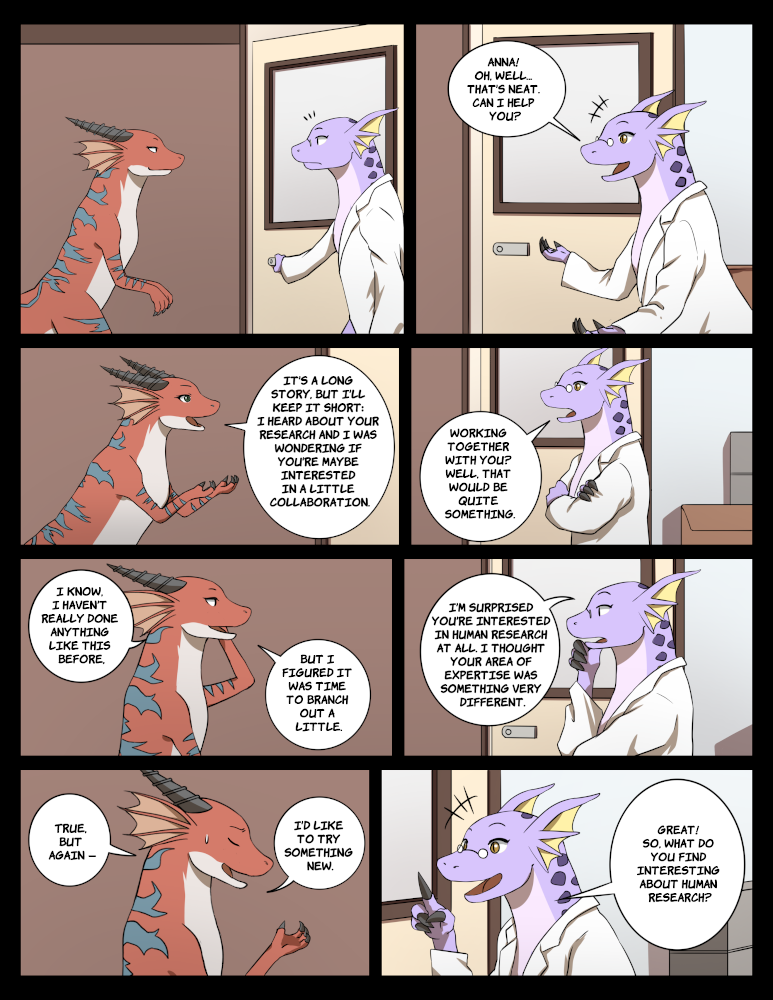 ANNA!
OH, WELL...
THAT'S NEAT.
CAN I HELP
YOU?
IT'S A LONG
STORY, BUT I'LL
KEEP IT SHORT:
I HEARD ABOUT YOUR
RESEARCH AND I WAS
WONDERING IF
YOU'RE MAYBE
INTERESTED
IN A LITTLE
COLLABORATION.
WORKING
TOGETHER
WITH YOU?
WELL, THAT
WOULD BE
QUITE
SOMETHING.
I KNOW,
I HAVEN'T
REALLY DONE
ANYTHING
LIKE THIS
BEFORE,
BUT I
FIGURED IT
WAS TIME
TO BRANCH
OUT A
LITTLE.
I'M SURPRISED
YOU'RE INTERESTED
IN HUMAN RESEARCH
AT ALL. I THOUGHT
YOUR AREA OF
EXPERTISE WAS
SOMETHING VERY
DIFFERENT.
TRUE,
BUT
AGAIN –
I'D LIKE
TO TRY
SOMETHING
NEW.
GREAT!
SO, WHAT DO
YOU FIND
INTERESTING
ABOUT HUMAN
RESEARCH?